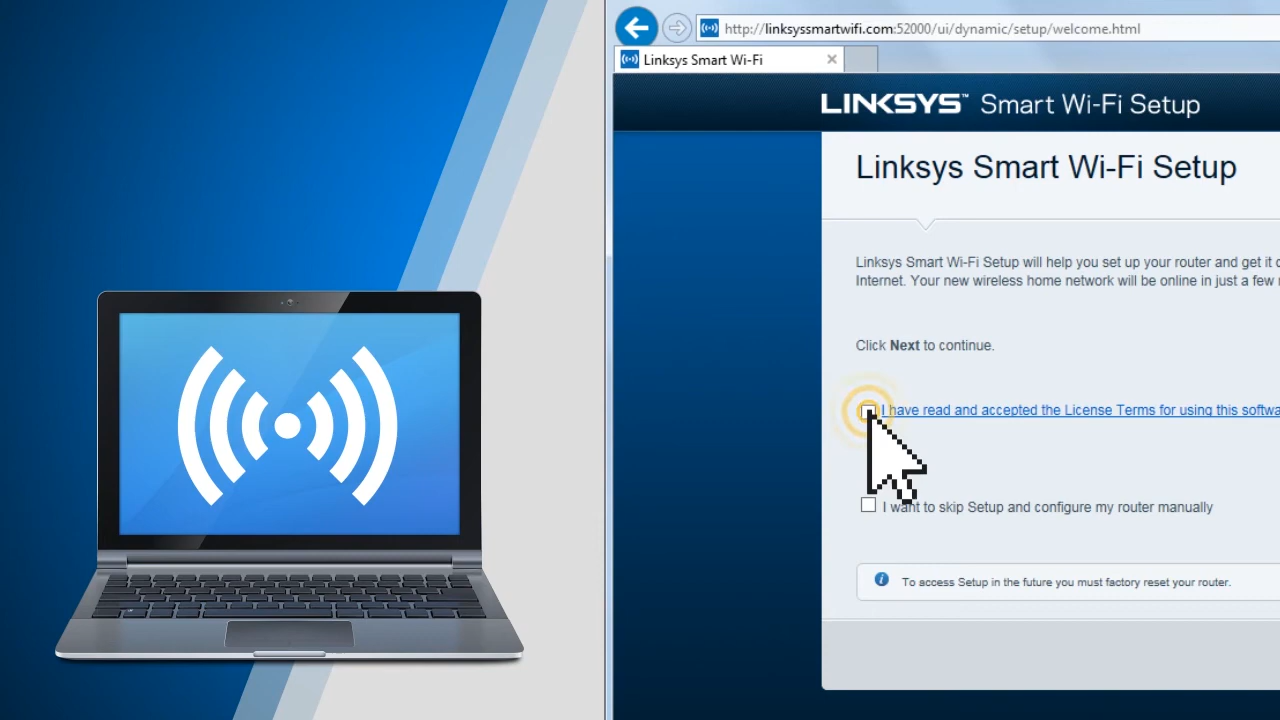 http://linksyssmartwifi.com:52000/ui/dynamic/setup/welcome.html
Linksys Smart Wi-Fi
LINKSYS™ Smart Wi-Fi Setup
Linksys Smart Wi-Fi Setup
Linksys Smart Wi-Fi Setup will help you set up your router and get it
Internet. Your new wireless home network will be online in just a few
Click Next to continue.
I have read and accepted the License Terms for using this
I want to skip Setup and configure my router manually
To access Setup in the future you must factory reset your router.